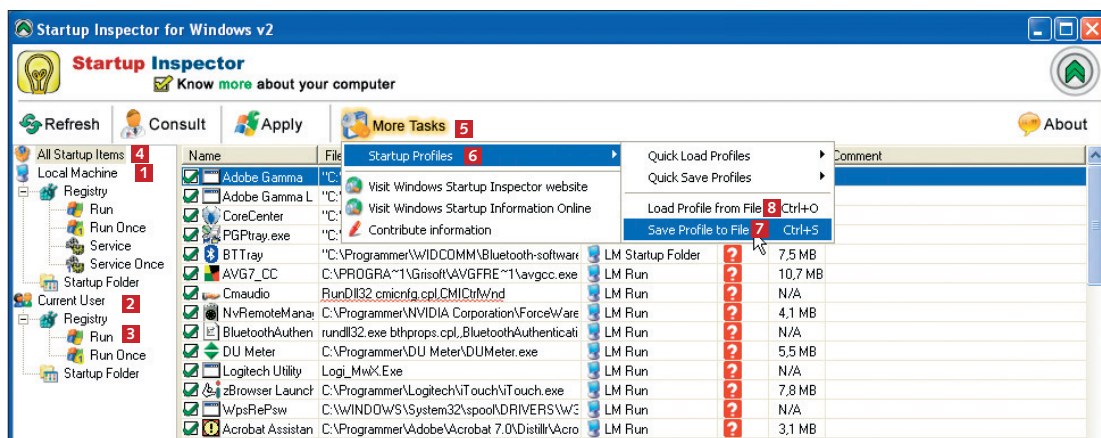 Startup Inspector for Windows v2
Startup Inspector
Know more about your computer
Refresh Consult Apply More Tasks 5 About
All Startup Items 4
Local Machine 1
Registry
Run
Run Once
Service
Service Once
Startup Folder
Current User 2
Registry
Run 3
Run Once
Startup Folder
Name File Comment
Startup Profiles 6
Visit Windows Startup Inspector website
Visit Windows Startup Information Online
Contribute information
Quick Load Profiles
Quick Save Profiles
Load Profile from File 8 Ctrl+O
Save Profile to File 7 Ctrl+S
Adobe Gamma "C:
Adobe Gamma L "C:
CoreCenter "C:
PGPtray.exe "C:
BTTray "C:\Programmer\WIDCOMM\Bluetooth-software LM Startup Folder ? 7,5 MB
AVG7_CC C:\PROGRA~1\Grisoft\AVGFRE~1\avgcc.exe LM Run ? 10,7 MB
Cmaudio RunDll32 cmicnfg.cpl,CMICtrlWnd LM Run ? N/A
NvRemoteMana C:\Programmer\NVIDIA Corporation\ForceWare LM Run ? 4,1 MB
BluetoothAuthen rundll32.exe bthprops.cpl,,BluetoothAuthenticati LM Run ? N/A
DU Meter C:\Programmer\DU Meter\DUMeter.exe LM Run ? 5,5 MB
Logitech Utility Logi_MwX.Exe LM Run ? N/A
zBrowser Launch C:\Programmer\Logitech\iTouch\iTouch.exe LM Run ? 7,8 MB
WpsRePsw C:\WINDOWS\System32\spool\DRIVERS\W3 LM Run ? N/A
Acrobat Assistan C:\Programmer\Adobe\Acrobat 7.0\Distillr\Acro LM Run ? 3,1 MB